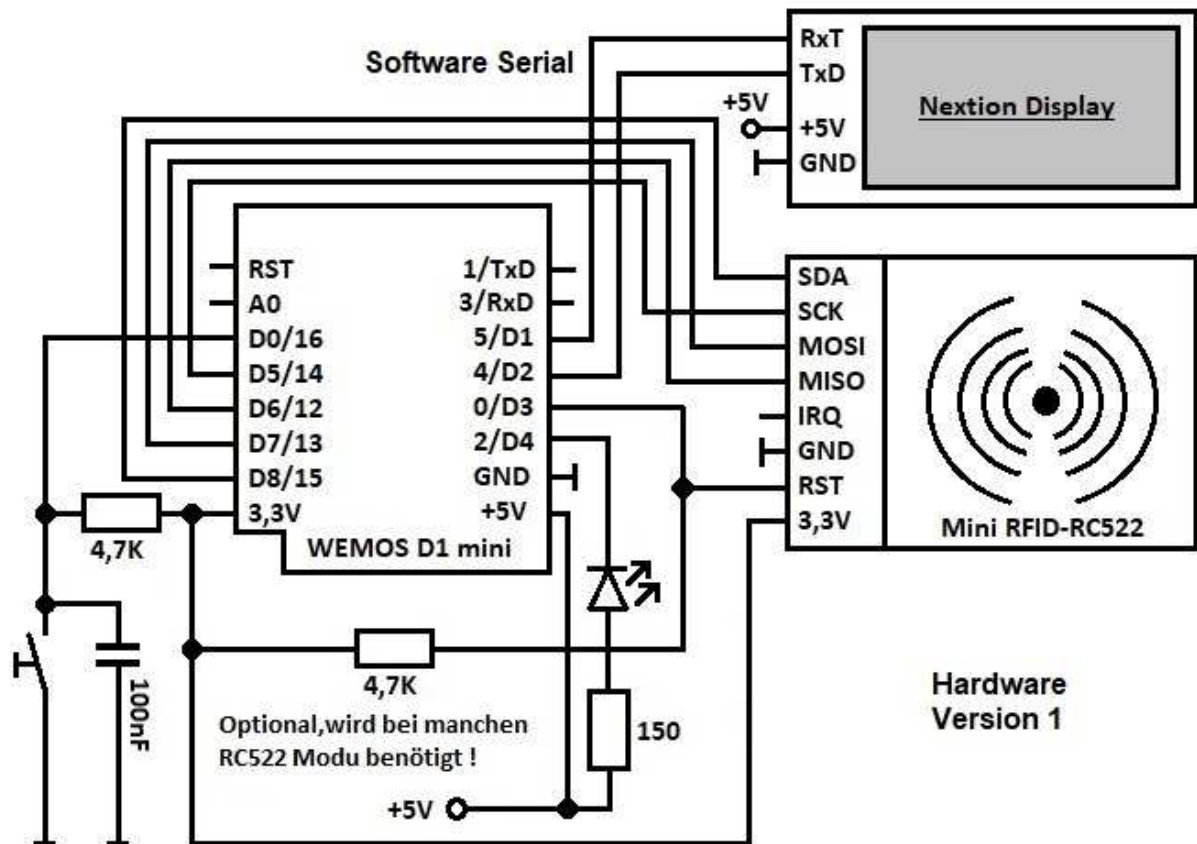 Software Serial
RxT
TxD
+5V
+5V
GND
Nextion Display
RST
A0
D0/16
D5/14
D6/12
D7/13
D8/15
3,3V
1/TxD
3/RxD
5/D1
4/D2
0/D3
2/D4
GND
+5V
WEMOS D1 mini
SDA
SCK
MOSI
MISO
IRQ
GND
RST
3,3V
Mini RFID-RC522
4,7K
100nF
4,7K
Optional,wird bei manchen
RC522 Modu benötigt !
150
+5V
Hardware
Version 1